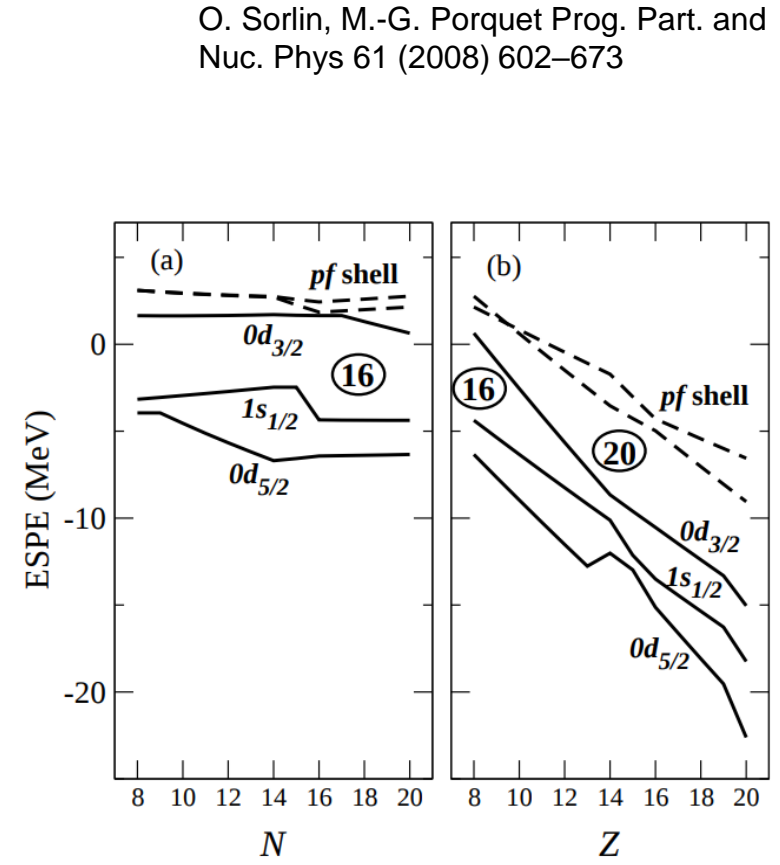 O. Sorlin, M.-G. Porquet Prog. Part. and
Nuc. Phys 61 (2008) 602–673
(a)
pf shell
0d3/2
16
1s1/2
0d5/2
0
-10
-20
ESPE (MeV)
8 10 12 14 16 18 20
N
(b)
16
pf shell
20
0d3/2
1s1/2
0d5/2
8 10 12 14 16 18 20
Z